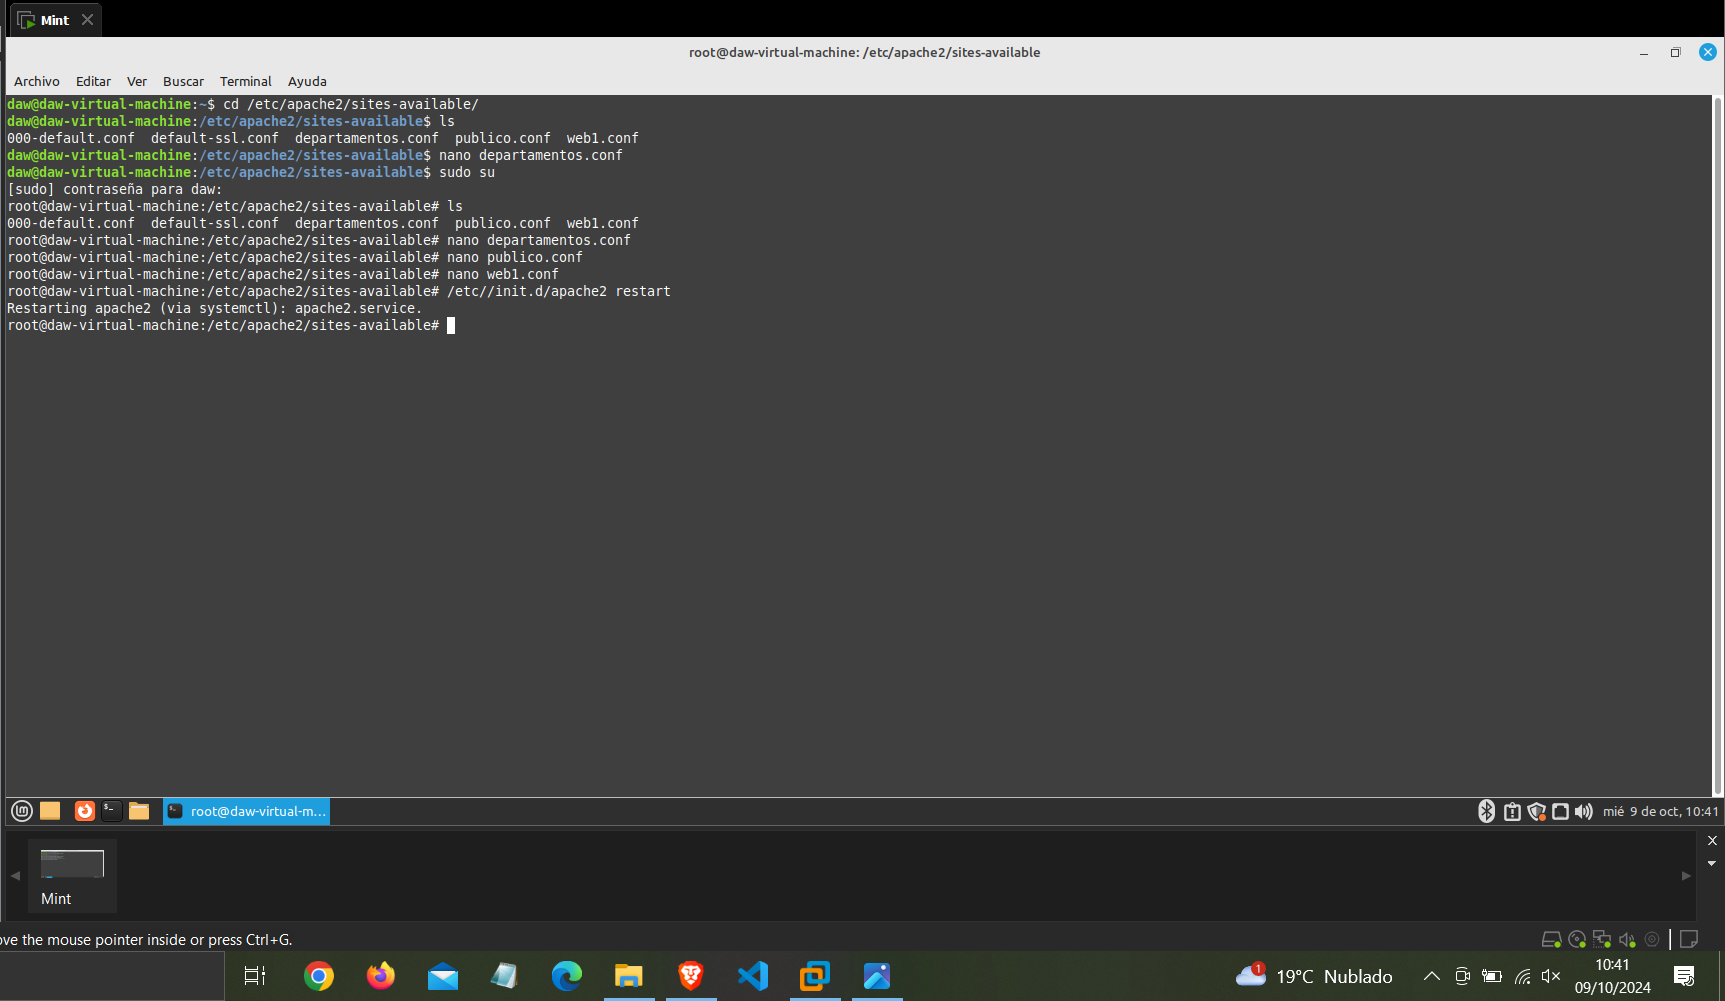 Mint
root@daw-virtual-machine: /etc/apache2/sites-available
Archivo Editar Ver Buscar Terminal Ayuda
daw@daw-virtual-machine:~$ cd /etc/apache2/sites-available/
daw@daw-virtual-machine:/etc/apache2/sites-available$ ls
000-default.conf  default-ssl.conf  departamentos.conf  publico.conf  web1.conf
daw@daw-virtual-machine:/etc/apache2/sites-available$ nano departamentos.conf
daw@daw-virtual-machine:/etc/apache2/sites-available$ sudo su
[sudo] contraseña para daw:
root@daw-virtual-machine:/etc/apache2/sites-available# ls
000-default.conf  default-ssl.conf  departamentos.conf  publico.conf  web1.conf
root@daw-virtual-machine:/etc/apache2/sites-available# nano departamentos.conf
root@daw-virtual-machine:/etc/apache2/sites-available# nano publico.conf
root@daw-virtual-machine:/etc/apache2/sites-available# nano web1.conf
root@daw-virtual-machine:/etc/apache2/sites-available# /etc//init.d/apache2 restart
Restarting apache2 (via systemctl): apache2.service.
root@daw-virtual-machine:/etc/apache2/sites-available#
root@daw-virtual-m... mié 9 de oct, 10:41
Mint
ove the mouse pointer inside or press Ctrl+G.
1 19°C Nublado
10:41
09/10/2024